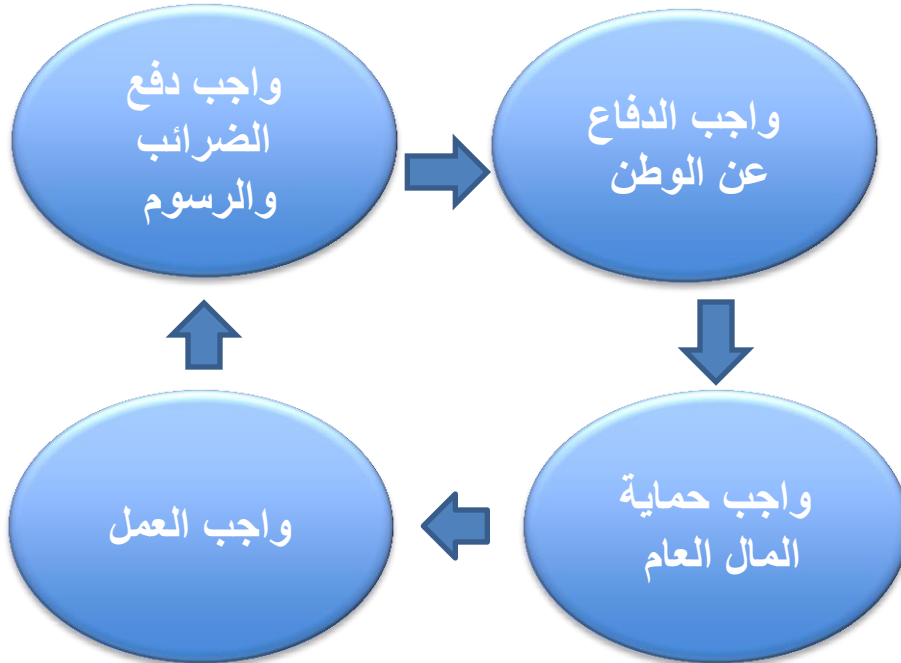 واجب الدفاع
عن الوطن
واجب حماية
المال العام
واجب العمل
واجب دفع
الضرائب
والرسوم